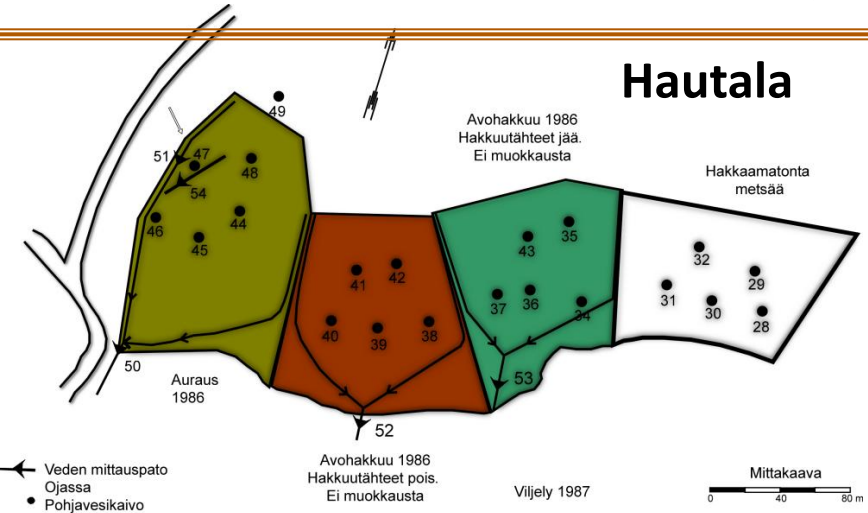 Hautala
49
Avohakkuu 1986
Hakkuutähteet jää.
Ei muokkausta
Hakkaamatonta
metsää
51
47
48
54
46
44
45
43
35
32
29
41
42
37
36
34
31
30
28
40
39
38
50
Auraus
1986
53
52
Veden mittauspato
Ojassa
Pohjavesikaivo
Avohakkuu 1986
Hakkuutähteet pois.
Ei muokkausta
Viljely 1987
Mittakaava
0 40 80 m